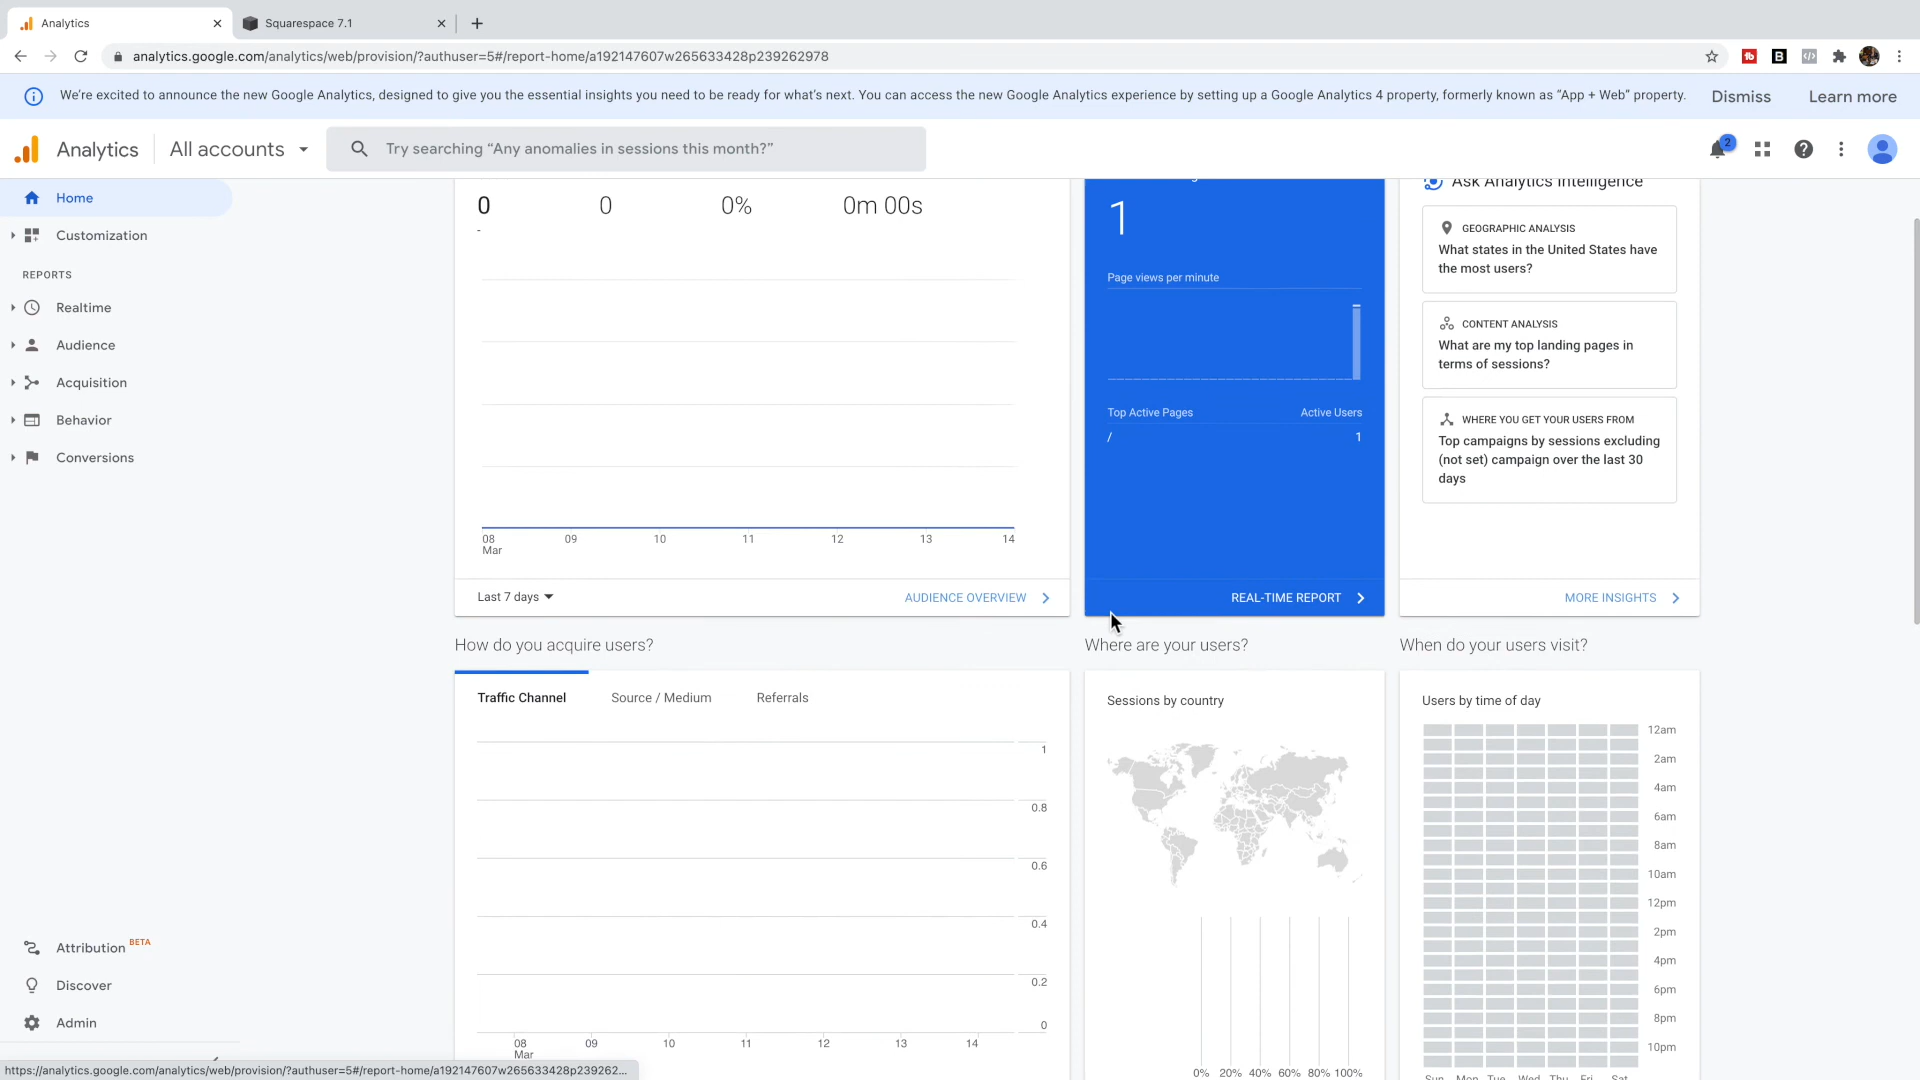 Analytics
Squarespace 7.1
analytics.google.com/analytics/web/provision/?authuser=5#/report-home/a192147607w265633428p239262978
We're excited to announce the new Google Analytics, designed to give you the essential insights you need to be ready for what's next. You can access the new Google Analytics experience by setting up a Google Analytics 4 property, formerly known as “App + Web” property.
Dismiss
Learn more
Analytics
All accounts
Try searching “Any anomalies in sessions this month?”
2
Home
Customization
REPORTS
Realtime
Audience
Acquisition
Behavior
Conversions
Attribution BETA
Discover
Admin
0
0
0%
0m 00s
-
08
Mar
09
10
11
12
13
14
Last 7 days
AUDIENCE OVERVIEW
1
Page views per minute
Top Active Pages
Active Users
/
1
REAL-TIME REPORT
Ask Analytics Intelligence
GEOGRAPHIC ANALYSIS
What states in the United States have
the most users?
CONTENT ANALYSIS
What are my top landing pages in
terms of sessions?
WHERE YOU GET YOUR USERS FROM
Top campaigns by sessions excluding
(not set) campaign over the last 30
days
MORE INSIGHTS
How do you acquire users?
Traffic Channel
Source / Medium
Referrals
1
0.8
0.6
0.4
0.2
0
08
Mar
09
10
11
12
13
14
Where are your users?
Sessions by country
0%
20%
40%
60%
80%
100%
When do your users visit?
Users by time of day
12am
2am
4am
6am
8am
10am
12pm
2pm
4pm
6pm
8pm
10pm
Sun
Mon
Tue
Wed
Thu
Fri
Sat
https://analytics.google.com/analytics/web/provision/?authuser=5#/report-home/a192147607w265633428p239262...